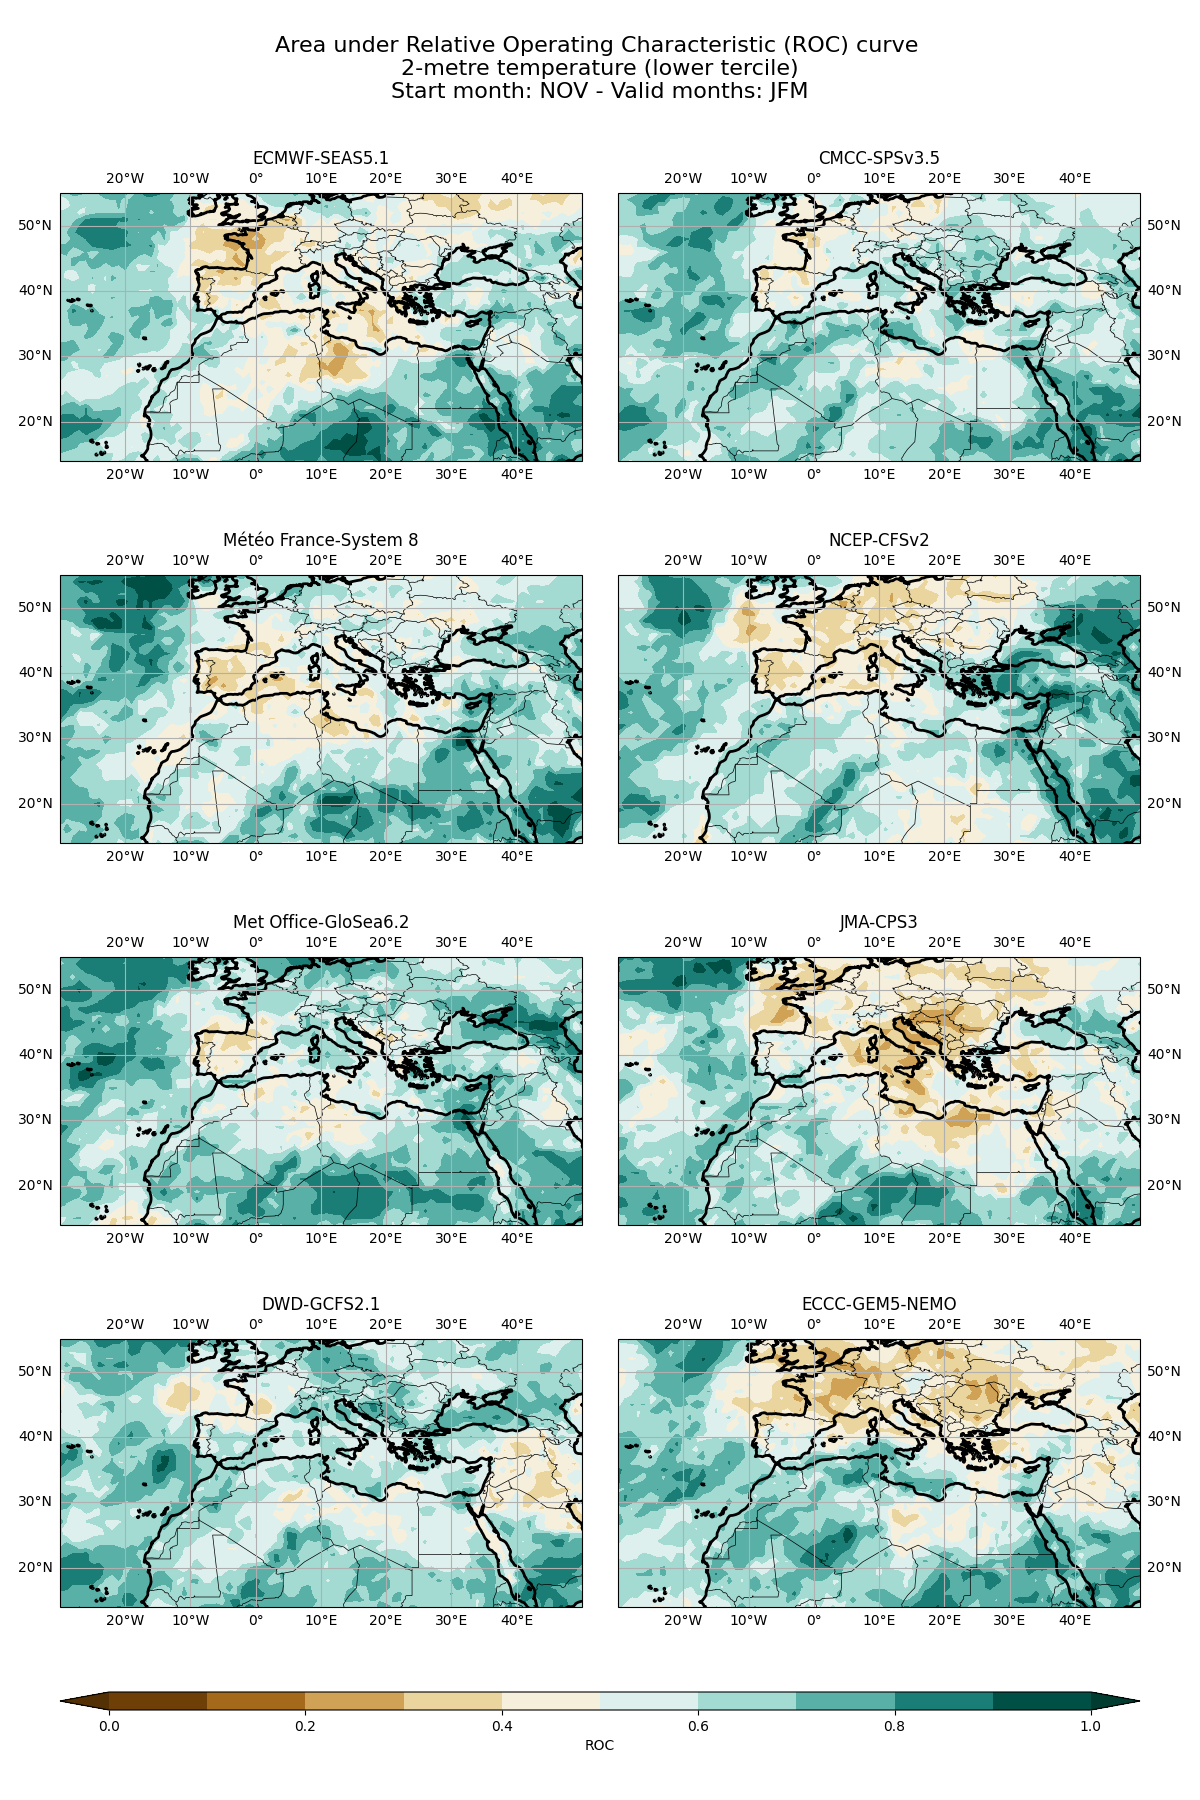 Area under Relative Operating Characteristic (ROC) curve
2-metre temperature (lower tercile)
Start month: NOV - Valid months: JFM
ECMWF-SEAS5.1
20°W 10°W 0° 10°E 20°E 30°E 40°E
50°N
40°N
30°N
20°N
20°W 10°W 0° 10°E 20°E 30°E 40°E
CMCC-SPSv3.5
20°W 10°W 0° 10°E 20°E 30°E 40°E
50°N
40°N
30°N
20°N
20°W 10°W 0° 10°E 20°E 30°E 40°E
Météo France-System 8
20°W 10°W 0° 10°E 20°E 30°E 40°E
50°N
40°N
30°N
20°N
20°W 10°W 0° 10°E 20°E 30°E 40°E
NCEP-CFSv2
20°W 10°W 0° 10°E 20°E 30°E 40°E
50°N
40°N
30°N
20°N
20°W 10°W 0° 10°E 20°E 30°E 40°E
Met Office-GloSea6.2
20°W 10°W 0° 10°E 20°E 30°E 40°E
50°N
40°N
30°N
20°N
20°W 10°W 0° 10°E 20°E 30°E 40°E
JMA-CPS3
20°W 10°W 0° 10°E 20°E 30°E 40°E
50°N
40°N
30°N
20°N
20°W 10°W 0° 10°E 20°E 30°E 40°E
DWD-GCFS2.1
20°W 10°W 0° 10°E 20°E 30°E 40°E
50°N
40°N
30°N
20°N
20°W 10°W 0° 10°E 20°E 30°E 40°E
ECCC-GEM5-NEMO
20°W 10°W 0° 10°E 20°E 30°E 40°E
50°N
40°N
30°N
20°N
20°W 10°W 0° 10°E 20°E 30°E 40°E
0.0 0.2 0.4 0.6 0.8 1.0
ROC